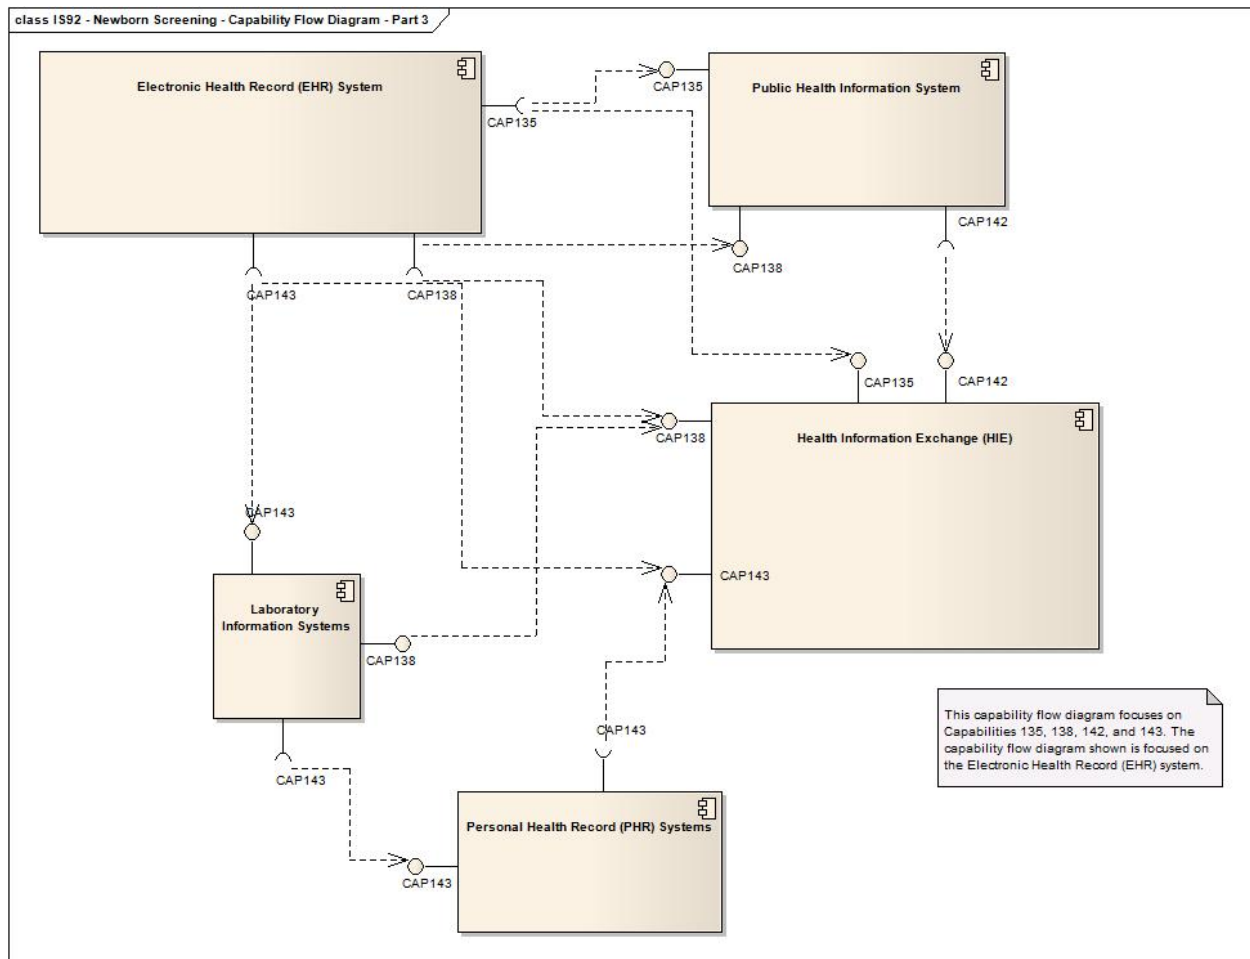 class IS92 - Newborn Screening - Capability Flow Diagram - Part 3
Electronic Health Record (EHR) System
CAP135
CAP135
Public Health Information System
CAP142
CAP138
CAP143
CAP138
CAP135
CAP142
CAP138
Health Information Exchange (HIE)
CAP143
CAP143
Laboratory
Information Systems
CAP138
CAP143
CAP143
This capability flow diagram focuses on
Capabilities 135, 138, 142, and 143. The
capability flow diagram shown is focused on
the Electronic Health Record (EHR) system.
Personal Health Record (PHR) Systems
CAP143